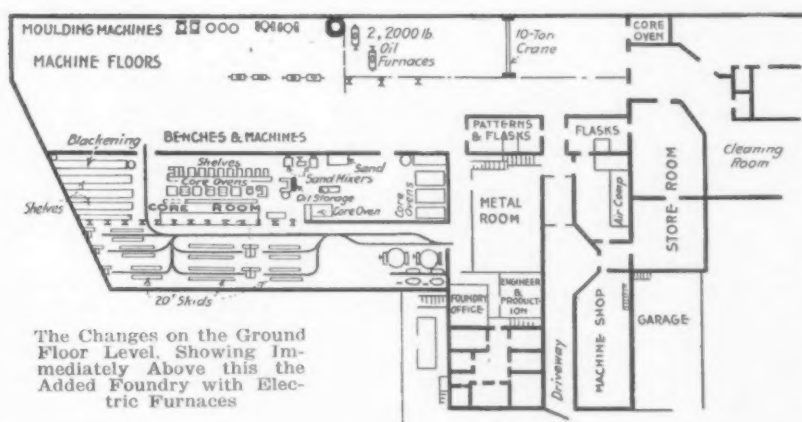 MOULDING MACHINES
MACHINE FLOORS
2, 2000 lb.
Oil
Furnaces
10-Ton
Crane
CORE
OVEN
Blackening
BENCHES & MACHINES
PATTERNS
& FLASKS
FLASKS
Cleaning
Room
Shelves
Core Ovens
Sand
Sand Mixers
Oil Storage
Core Oven
CORE ROOM
Shelves
Core
Ovens
METAL
ROOM
Air Comp
STORE ROOM
20' Skids
FOUNDRY
OFFICE
ENGINEER
&
PRODUCT-
ION
Driveway
MACHINE SHOP
GARAGE
The Changes on the Ground
Floor Level, Showing Im-
mediately Above this the
Added Foundry with Elec-
tric Furnaces